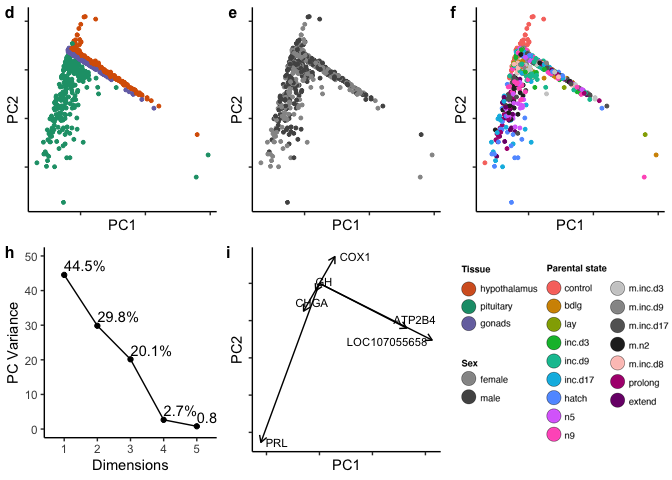 d
e
f
PC2
PC2
PC2
PC1
PC1
PC1
h
i
50
40
30
20
10
0
44.5%
29.8%
20.1%
2.7%
0.8
PC Variance
1 2 3 4 5
Dimensions
COX1
GH
CHGA
ATP2B4
LOC107055658
PRL
PC2
PC1
Tissue
hypothalamus
pituitary
gonads
Sex
female
male
Parental state
control
bdlg
lay
inc.d3
inc.d9
inc.d17
hatch
n5
n9
m.inc.d3
m.inc.d9
m.inc.d17
m.n2
m.inc.d8
prolong
extend